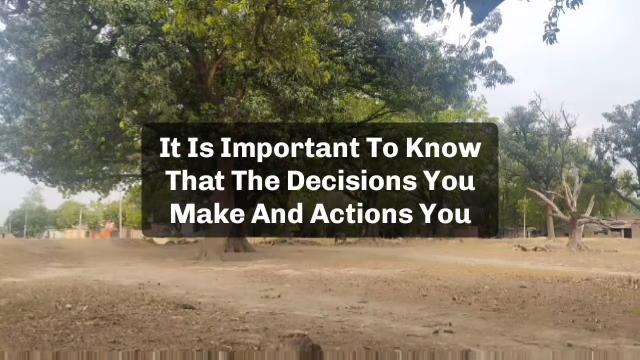 It Is Important To Know
That The Decisions You
Make And Actions You